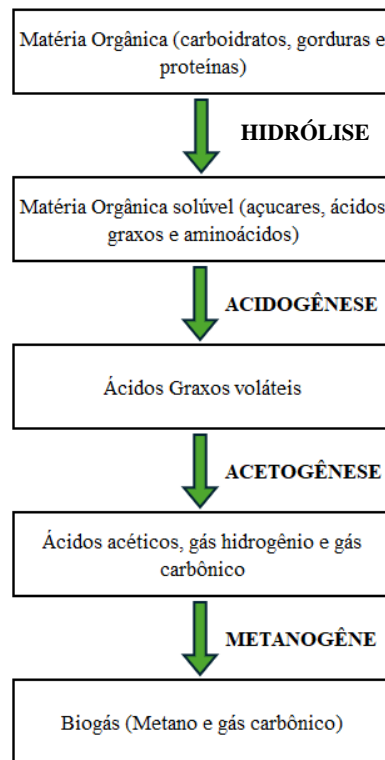 Matéria Orgânica (carboidratos, gorduras e
proteínas)
HIDRÓLISE
Matéria Orgânica solúvel (açucares, ácidos
graxos e aminoácidos)
ACIDOGÊNESE
Ácidos Graxos voláteis
ACETOGÊNESE
Ácidos acéticos, gás hidrogênio e gás
carbônico
METANOGÊNE
Biogás (Metano e gás carbônico)